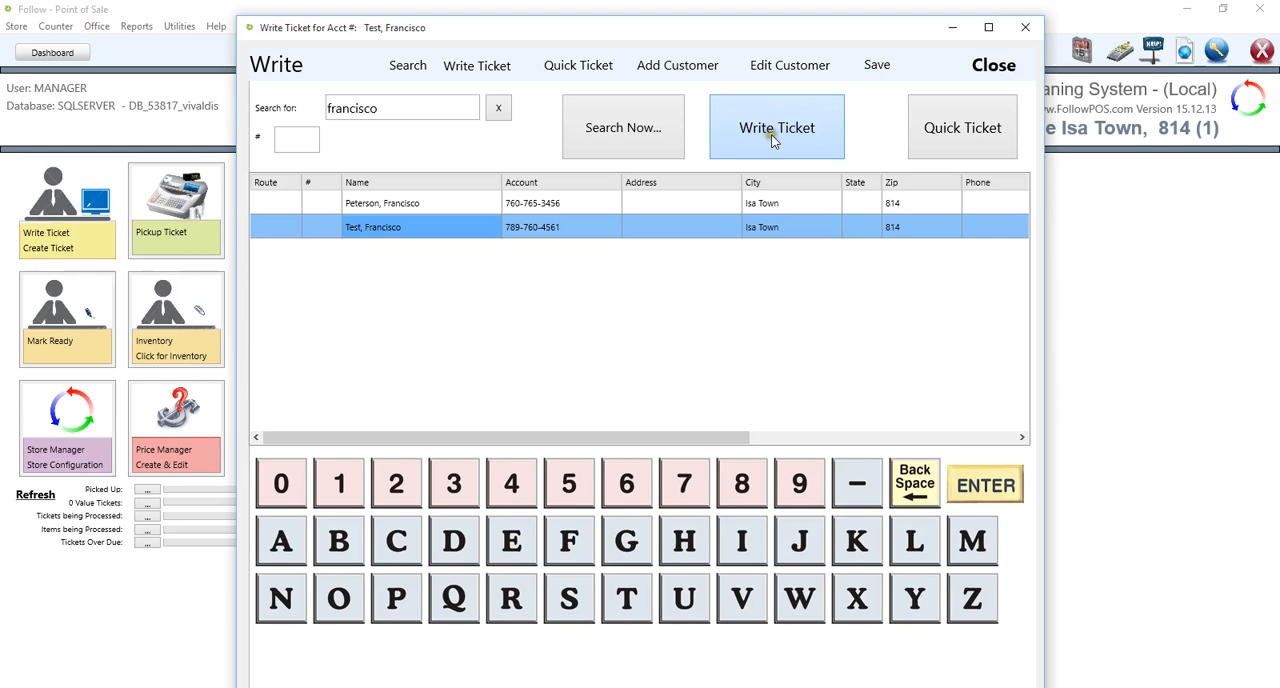 Follow - Point of Sale
Store Counter Office Reports Utilities Help
Dashboard
User: MANAGER
Database: SQLSERVER - DB_53817_vivaldis
Write Ticket
Create Ticket
Pickup Ticket
Mark Ready
Inventory
Click for Inventory
Store Manager
Store Configuration
Price Manager
Create & Edit
Refresh
Picked Up: ...
0 Value Tickets: ...
Tickets being Processed: ...
Items being Processed: ...
Tickets Over Due: ...
Write Ticket for Acct #: Test, Francisco
Write Search Write Ticket Quick Ticket Add Customer Edit Customer Save Close
Search for: francisco X
#
Search Now... Write Ticket Quick Ticket
Route # Name Account Address City State Zip Phone
Peterson, Francisco 760-765-3456 Isa Town 814
Test, Francisco 789-760-4561 Isa Town 814
0 1 2 3 4 5 6 7 8 9 – Back Space ENTER
A B C D E F G H I J K L M
N O P Q R S T U V W X Y Z
HELP!
aning System - (Local)
w.FollowPOS.com Version 15.12.13
e Isa Town, 814 (1)